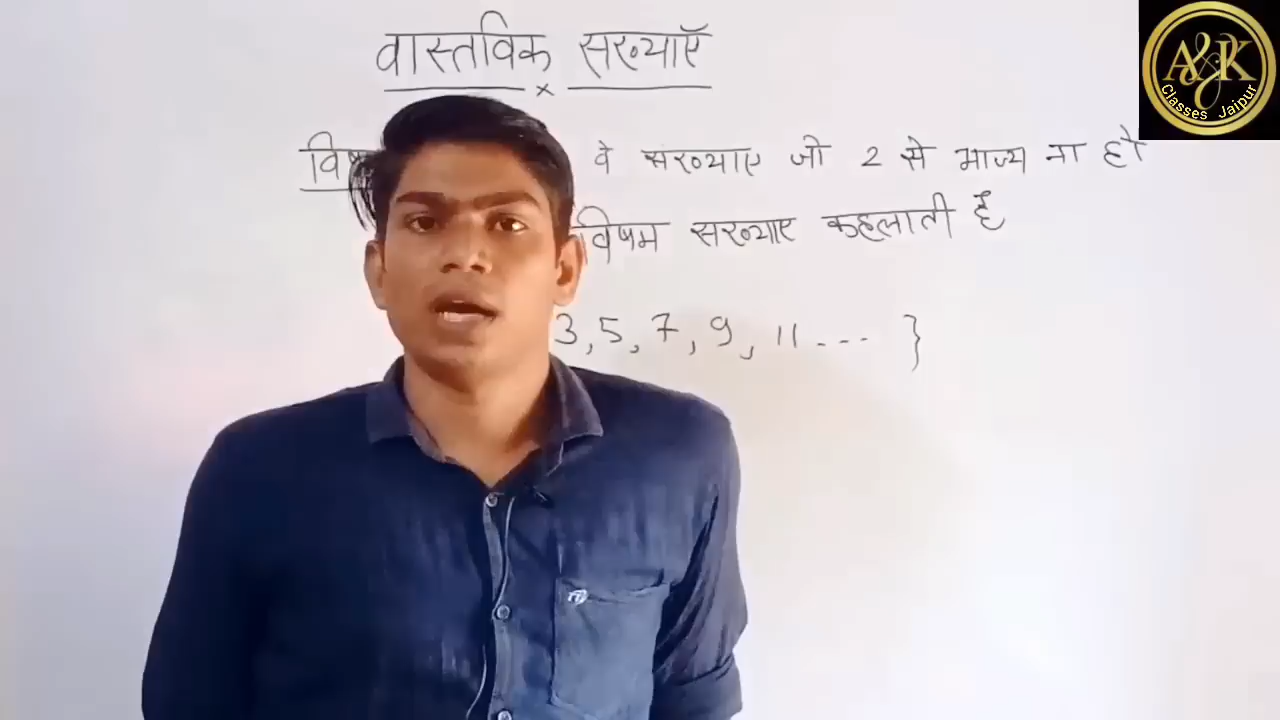 वास्तविक संख्याएँ
वे संख्याए जो 2 से भाज्य ना हो
विषम संख्याए कहलाती है
3, 5, 7, 9, 11 --- }
A&K
Classes Jaipur